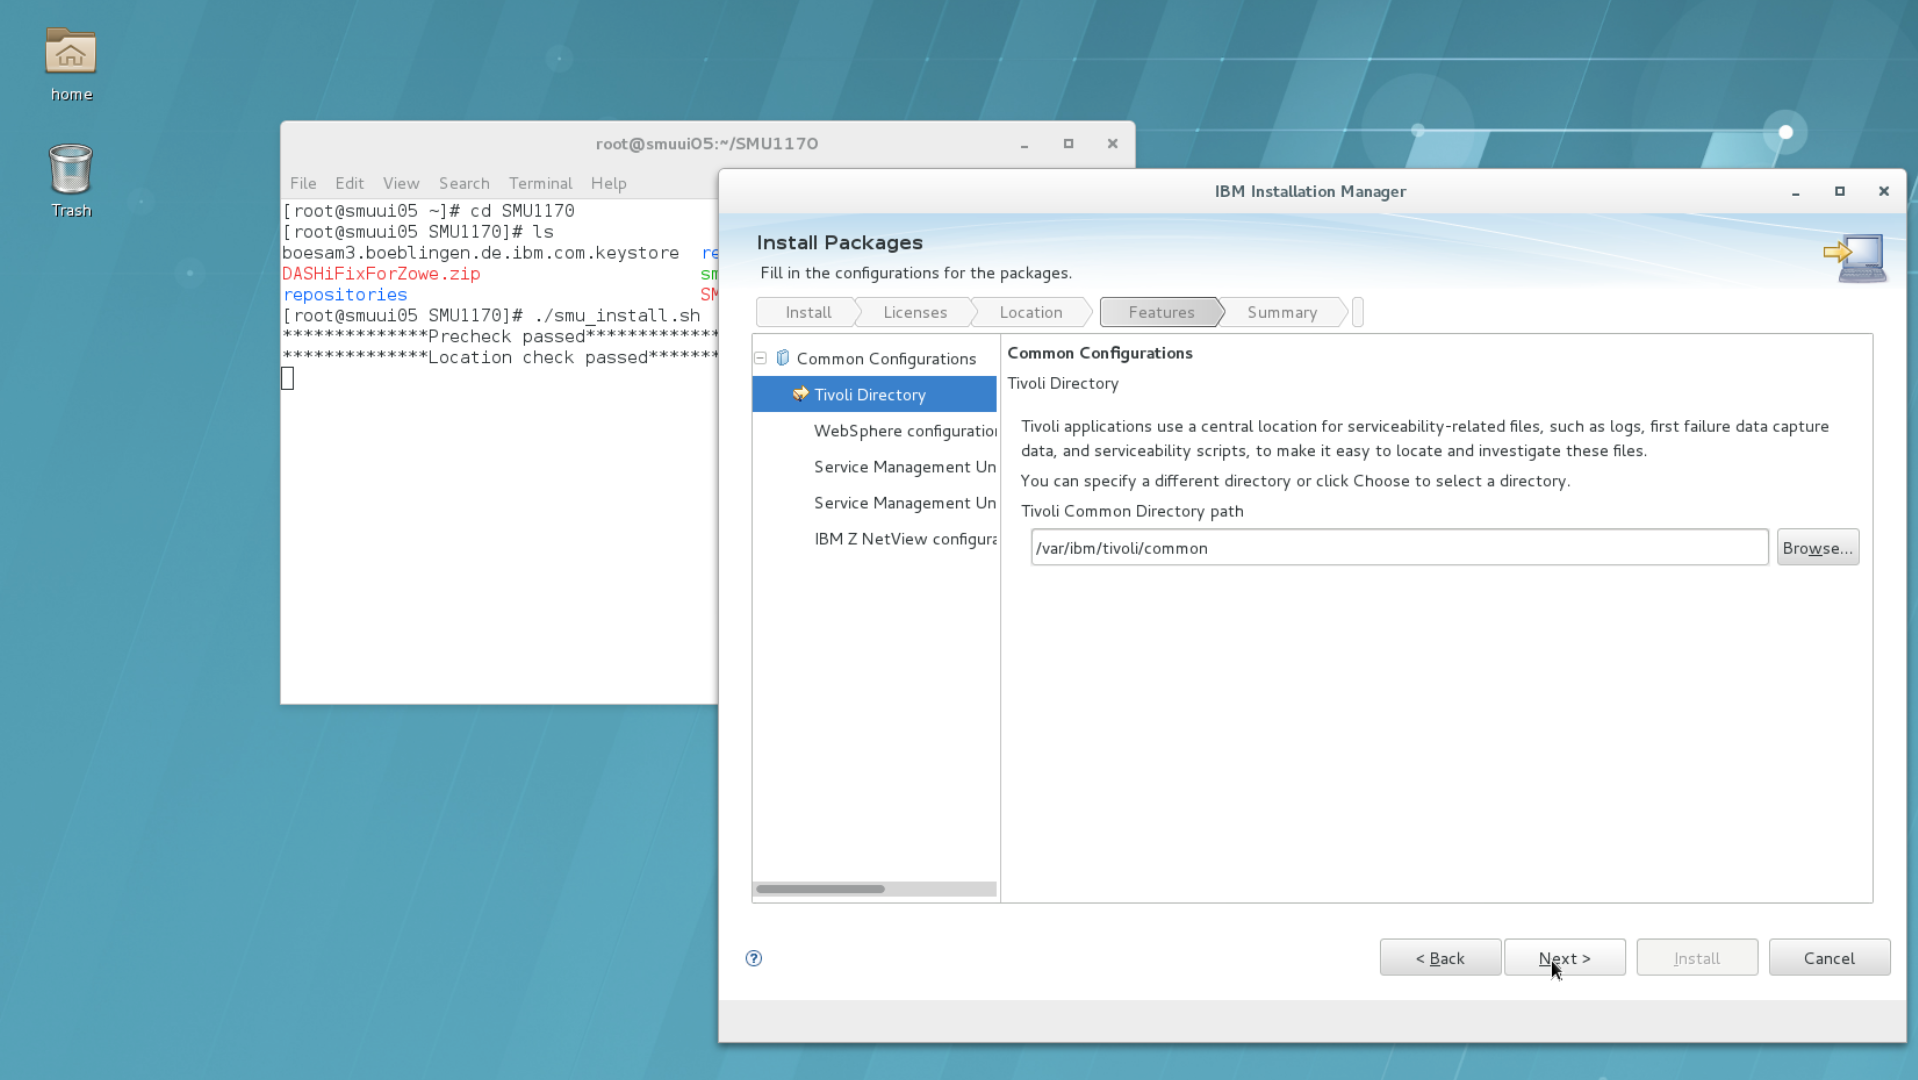 home
Trash
root@smuui05:~/SMU1170
File Edit View Search Terminal Help
[root@smuui05 ~]# cd SMU1170
[root@smuui05 SMU1170]# ls
boesam3.boeblingen.de.ibm.com.keystore re
DASHiFixForZowe.zip sm
repositories SM
[root@smuui05 SMU1170]# ./smu_install.sh
**************Precheck passed*************
**************Location check passed*******
IBM Installation Manager
Install Packages
Fill in the configurations for the packages.
Install Licenses Location Features Summary
Common Configurations
Tivoli Directory
WebSphere configuration
Service Management Un
Service Management Un
IBM Z NetView configura
Common Configurations
Tivoli Directory
Tivoli applications use a central location for serviceability-related files, such as logs, first failure data capture
data, and serviceability scripts, to make it easy to locate and investigate these files.
You can specify a different directory or click Choose to select a directory.
Tivoli Common Directory path
/var/ibm/tivoli/common
Browse...
?
< Back
Next >
Install
Cancel